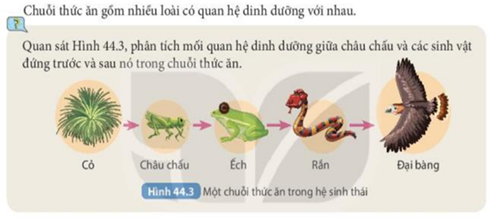 Chuỗi thức ăn gồm nhiều loài có quan hệ dinh dưỡng với nhau.
?
Quan sát Hình 44.3, phân tích mối quan hệ dinh dưỡng giữa châu chấu và các sinh vật
đứng trước và sau nó trong chuỗi thức ăn.
Cỏ Châu chấu Ếch Rắn Đại bàng
Hình 44.3 Một chuỗi thức ăn trong hệ sinh thái